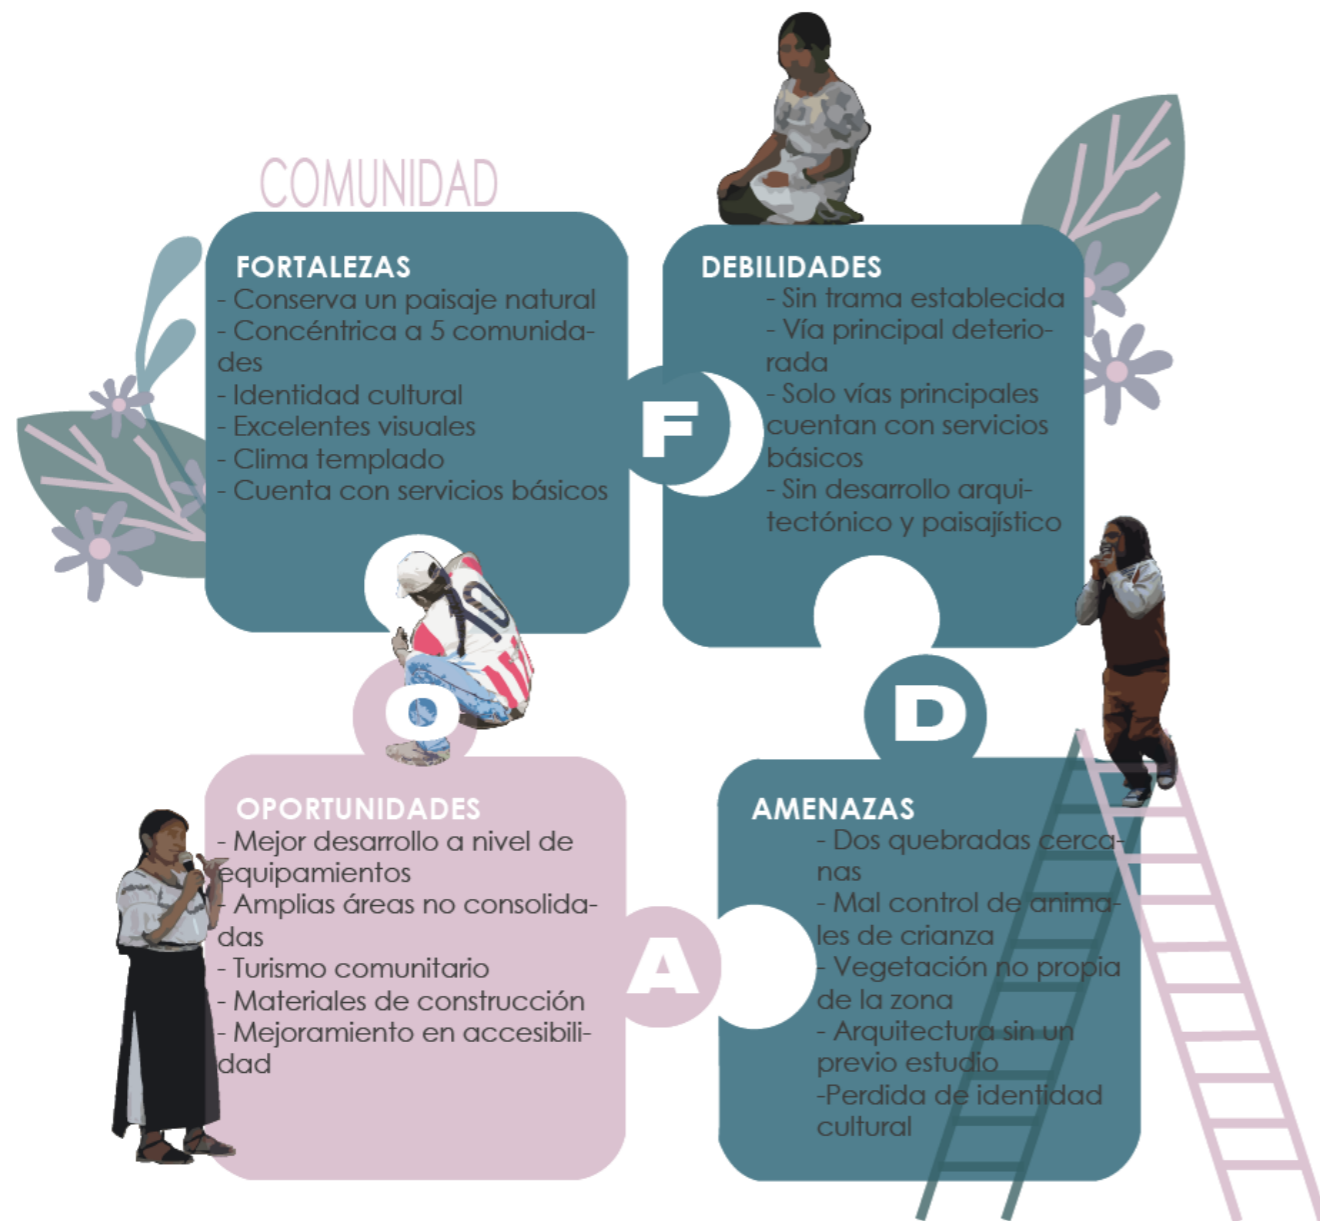 COMUNIDAD
FORTALEZAS
- Conserva un paisaje natural
- Concéntrica a 5 comunida-
des
- Identidad cultural
- Excelentes visuales
- Clima templado
- Cuenta con servicios básicos
F
DEBILIDADES
- Sin trama establecida
- Vía principal deterio-
rada
- Solo vías principales
cuentan con servicios
básicos
- Sin desarrollo arqui-
tectónico y paisajístico
10
O
D
OPORTUNIDADES
- Mejor desarrollo a nivel de
equipamientos
- Amplias áreas no consolida-
das
- Turismo comunitario
- Materiales de construcción
- Mejoramiento en accesibili-
dad
A
AMENAZAS
- Dos quebradas cerca-
nas
- Mal control de anima-
les de crianza
- Vegetación no propia
de la zona
- Arquitectura sin un
previo estudio
-Perdida de identidad
cultural